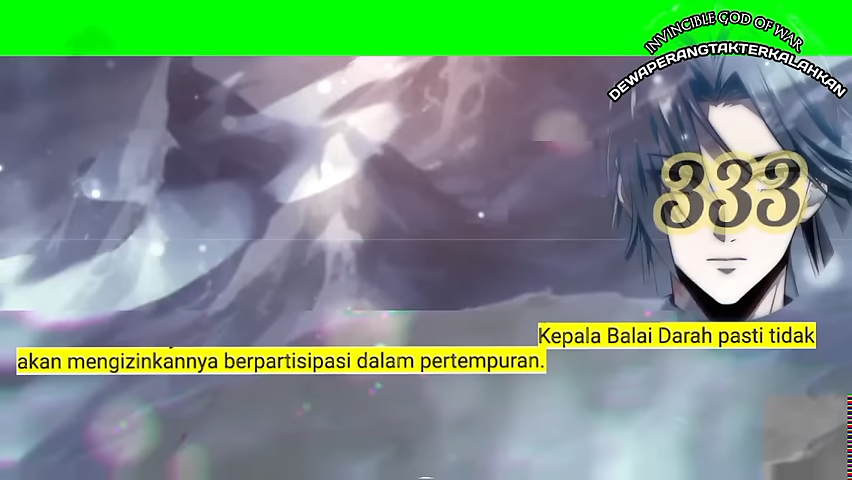 INVINCIBLE GOD OF WAR
DEWAPERANGTAKTERKALAHKAN
333
Kepala Balai Darah pasti tidak
akan mengizinkannya berpartisipasi dalam pertempuran.